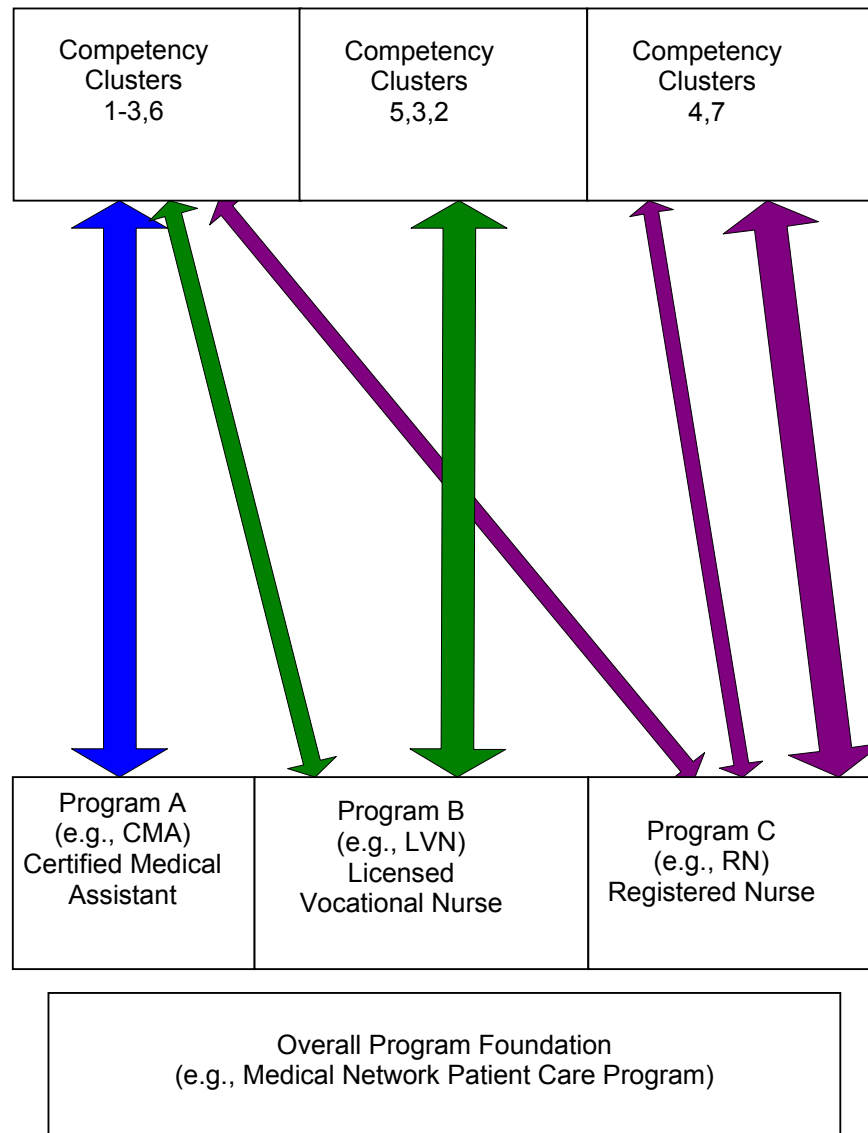 Competency
Clusters
1-3,6
Competency
Clusters
5,3,2
Competency
Clusters
4,7
Program A
(e.g., CMA)
Certified Medical
Assistant
Program B
(e.g., LVN)
Licensed
Vocational Nurse
Program C
(e.g., RN)
Registered Nurse
Overall Program Foundation
(e.g., Medical Network Patient Care Program)